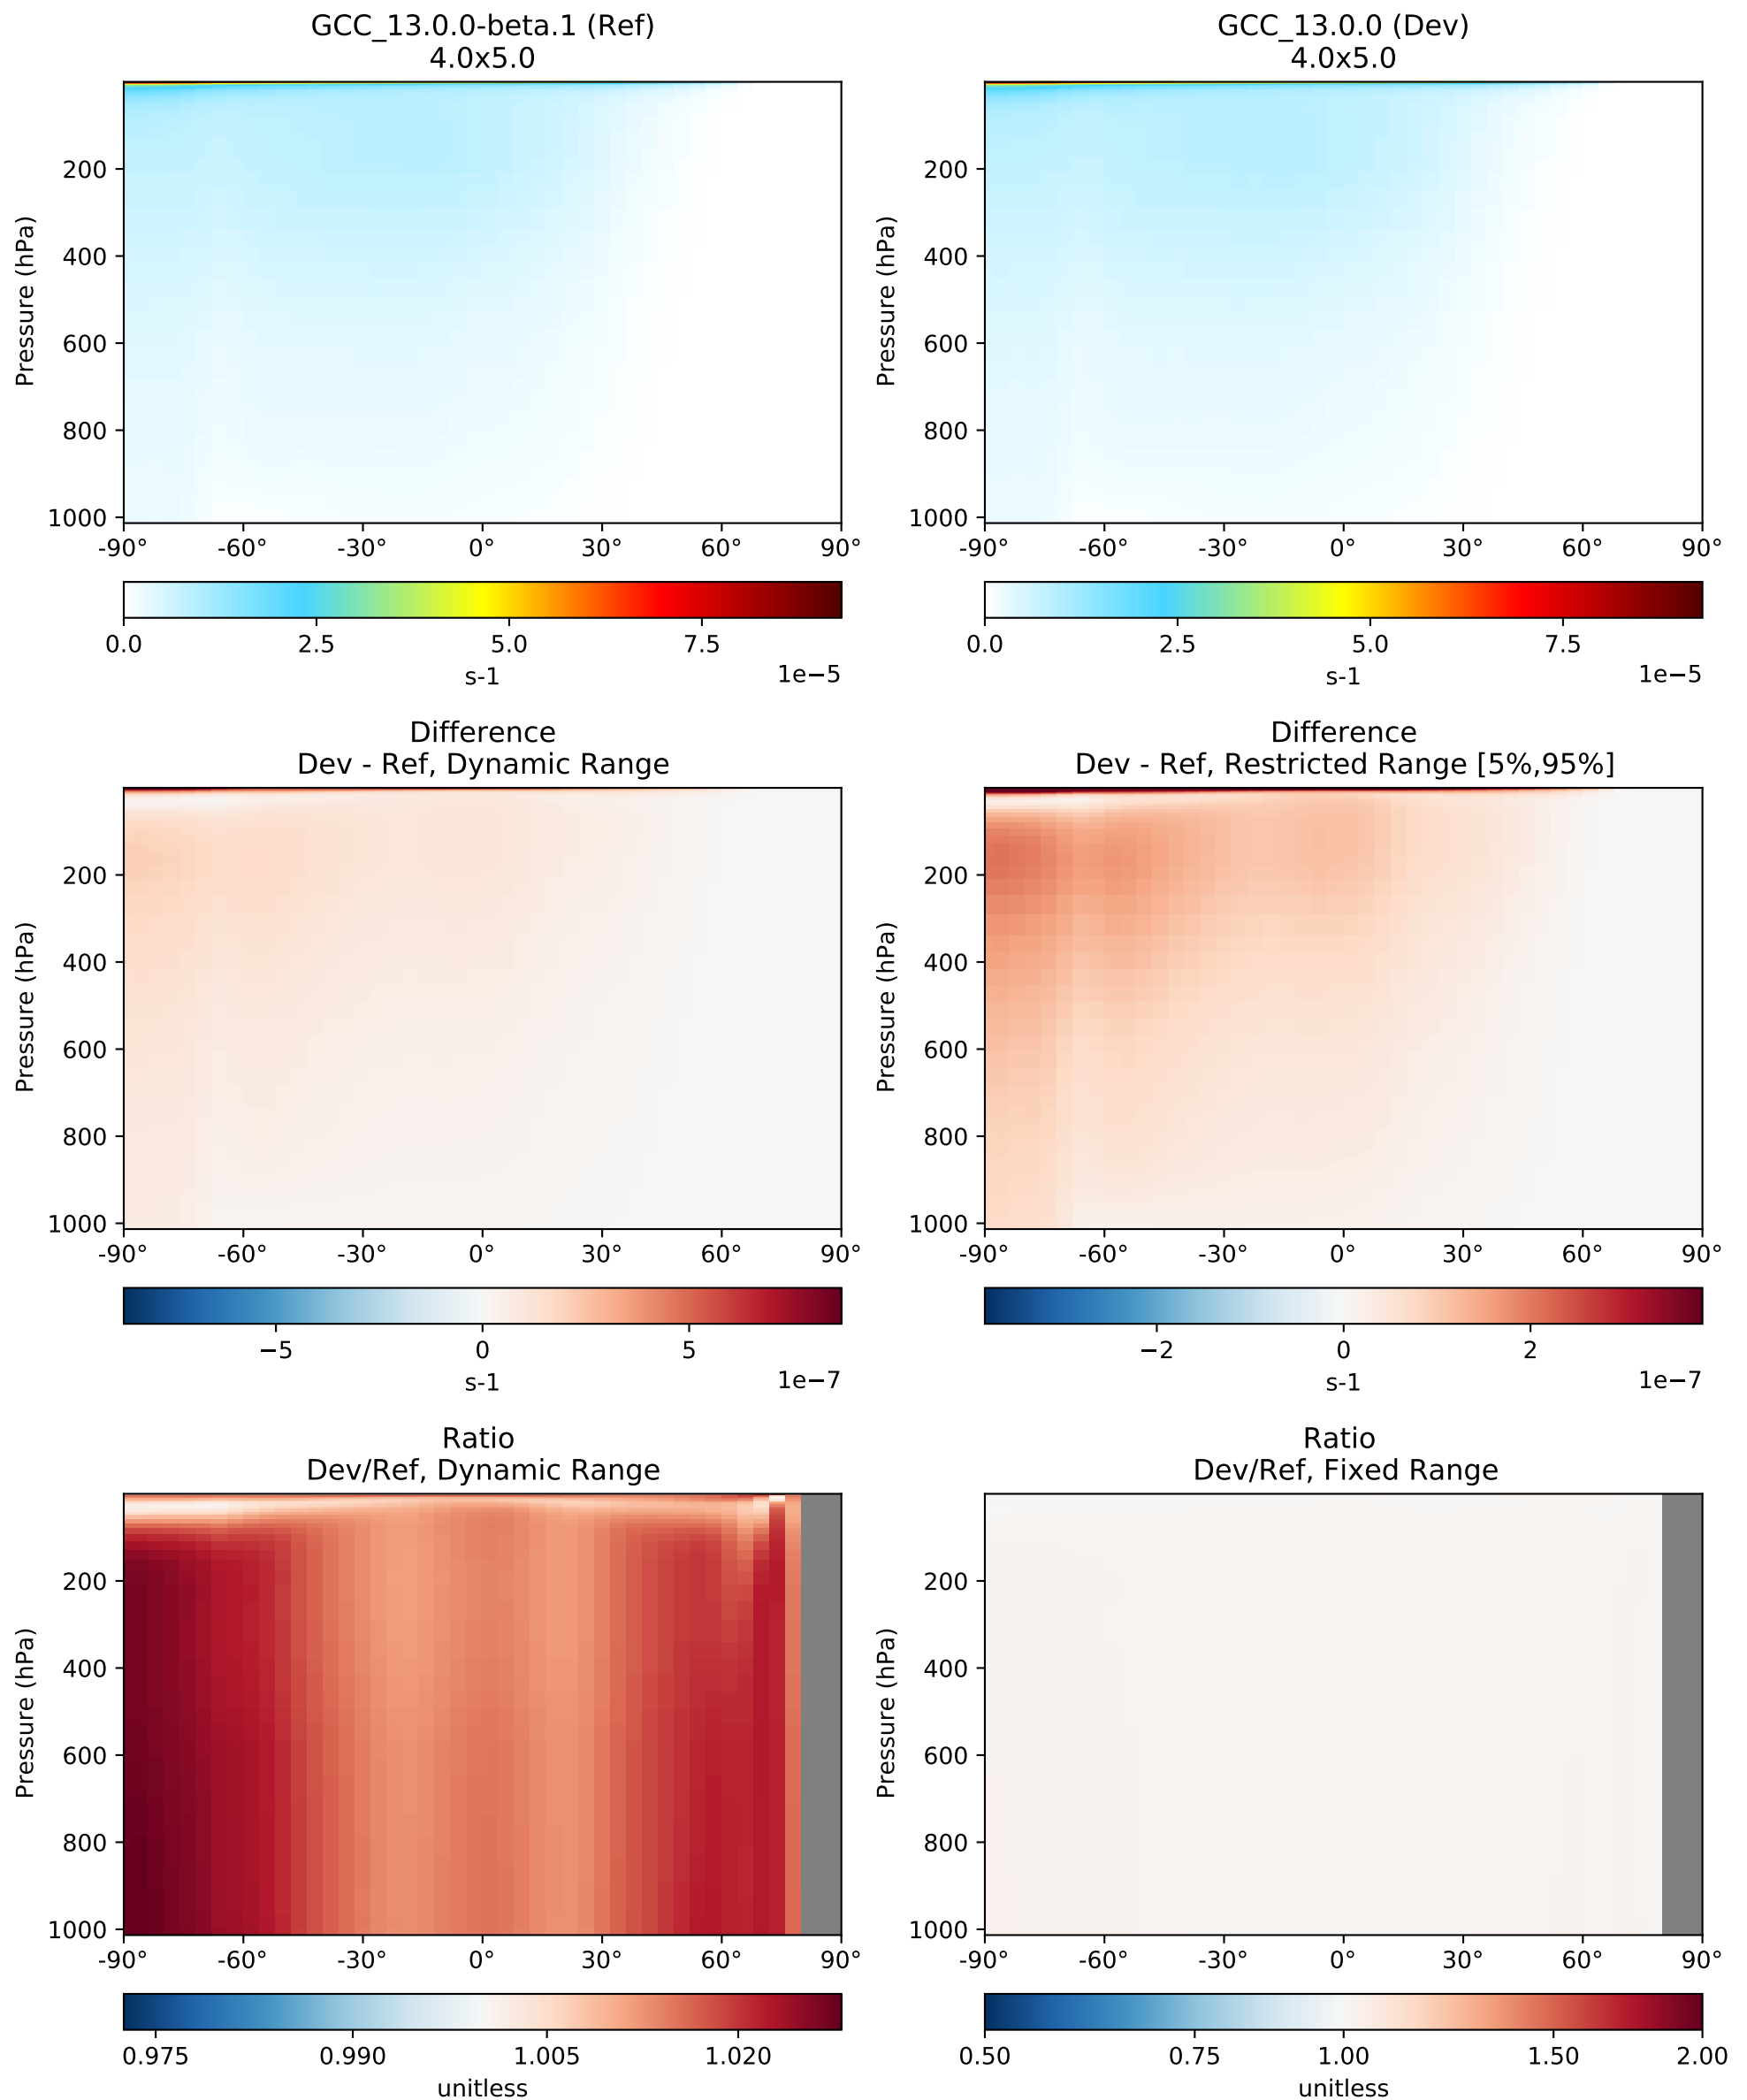 GCC_13.0.0-beta.1 (Ref)
4.0x5.0
GCC_13.0.0 (Dev)
4.0x5.0
Pressure (hPa)
200
400
600
800
1000
-90° -60° -30° 0° 30° 60° 90°
0.0 2.5 5.0 7.5
s-1
1e−5
Pressure (hPa)
200
400
600
800
1000
-90° -60° -30° 0° 30° 60° 90°
0.0 2.5 5.0 7.5
s-1
1e−5
Difference
Dev - Ref, Dynamic Range
Pressure (hPa)
200
400
600
800
1000
-90° -60° -30° 0° 30° 60° 90°
−5 0 5
s-1
1e−7
Difference
Dev - Ref, Restricted Range [5%,95%]
Pressure (hPa)
200
400
600
800
1000
-90° -60° -30° 0° 30° 60° 90°
−2 0 2
s-1
1e−7
Ratio
Dev/Ref, Dynamic Range
Pressure (hPa)
200
400
600
800
1000
-90° -60° -30° 0° 30° 60° 90°
0.975 0.990 1.005 1.020
unitless
Ratio
Dev/Ref, Fixed Range
Pressure (hPa)
200
400
600
800
1000
-90° -60° -30° 0° 30° 60° 90°
0.50 0.75 1.00 1.50 2.00
unitless